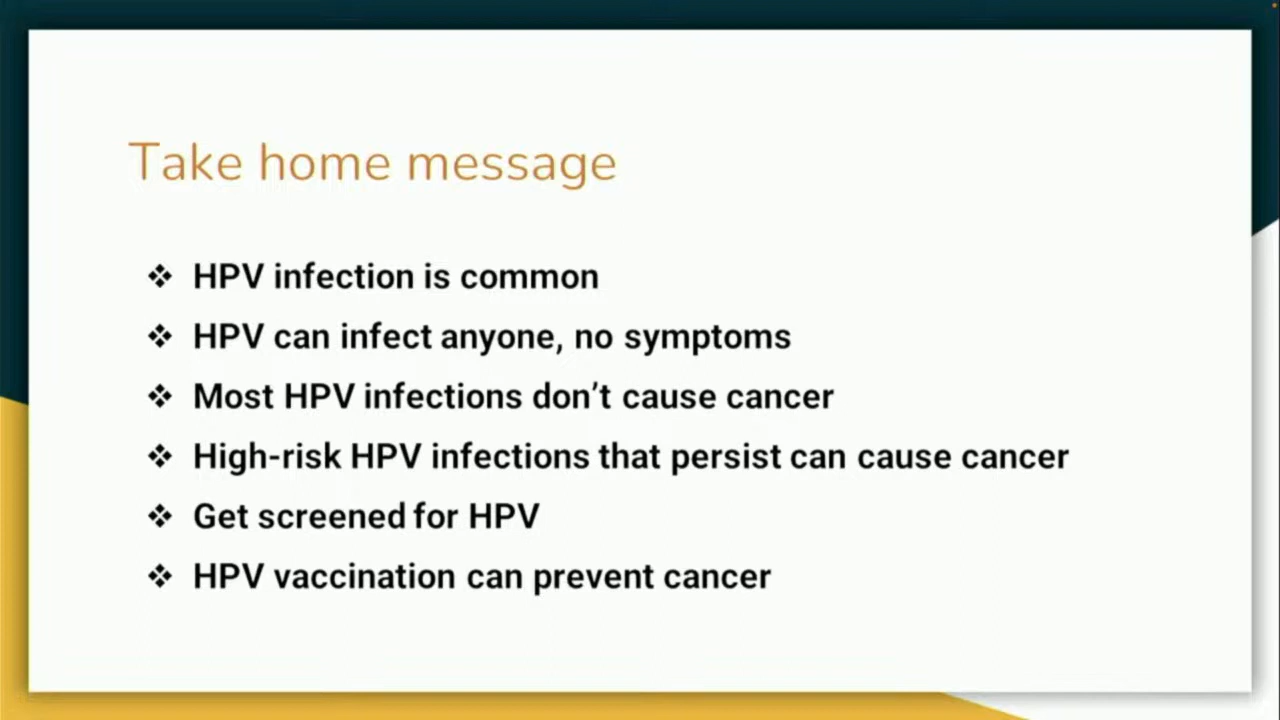 Take home message
❖ HPV infection is common
❖ HPV can infect anyone, no symptoms
❖ Most HPV infections don’t cause cancer
❖ High-risk HPV infections that persist can cause cancer
❖ Get screened for HPV
❖ HPV vaccination can prevent cancer